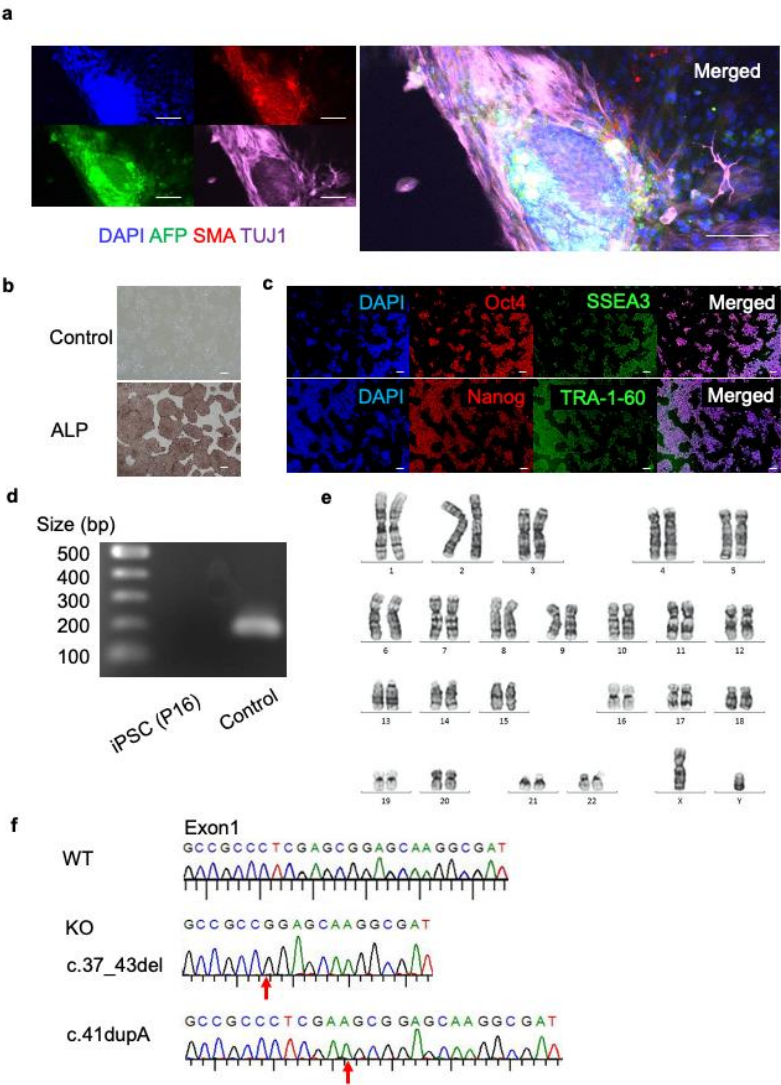 a
Merged
DAPI AFP SMA TUJ1
b
Control
ALP
c
DAPI
Oct4
SSEA3
Merged
DAPI
Nanog
TRA-1-60
Merged
d
Size (bp)
500
400
300
200
100
iPSC (P16)
Control
e
1 2 3 4 5
6 7 8 9 10 11 12
13 14 15 16 17 18
19 20 21 22 X Y
f
Exon1
WT
GCCGCCCTCGAGCGGAGCAAGGCGAT
KO
c.37_43del
GCCGCCGGAGCAAGGCGAT
c.41dupA
GCCGCCCTCGAAGCGGAGCAAGGCGAT